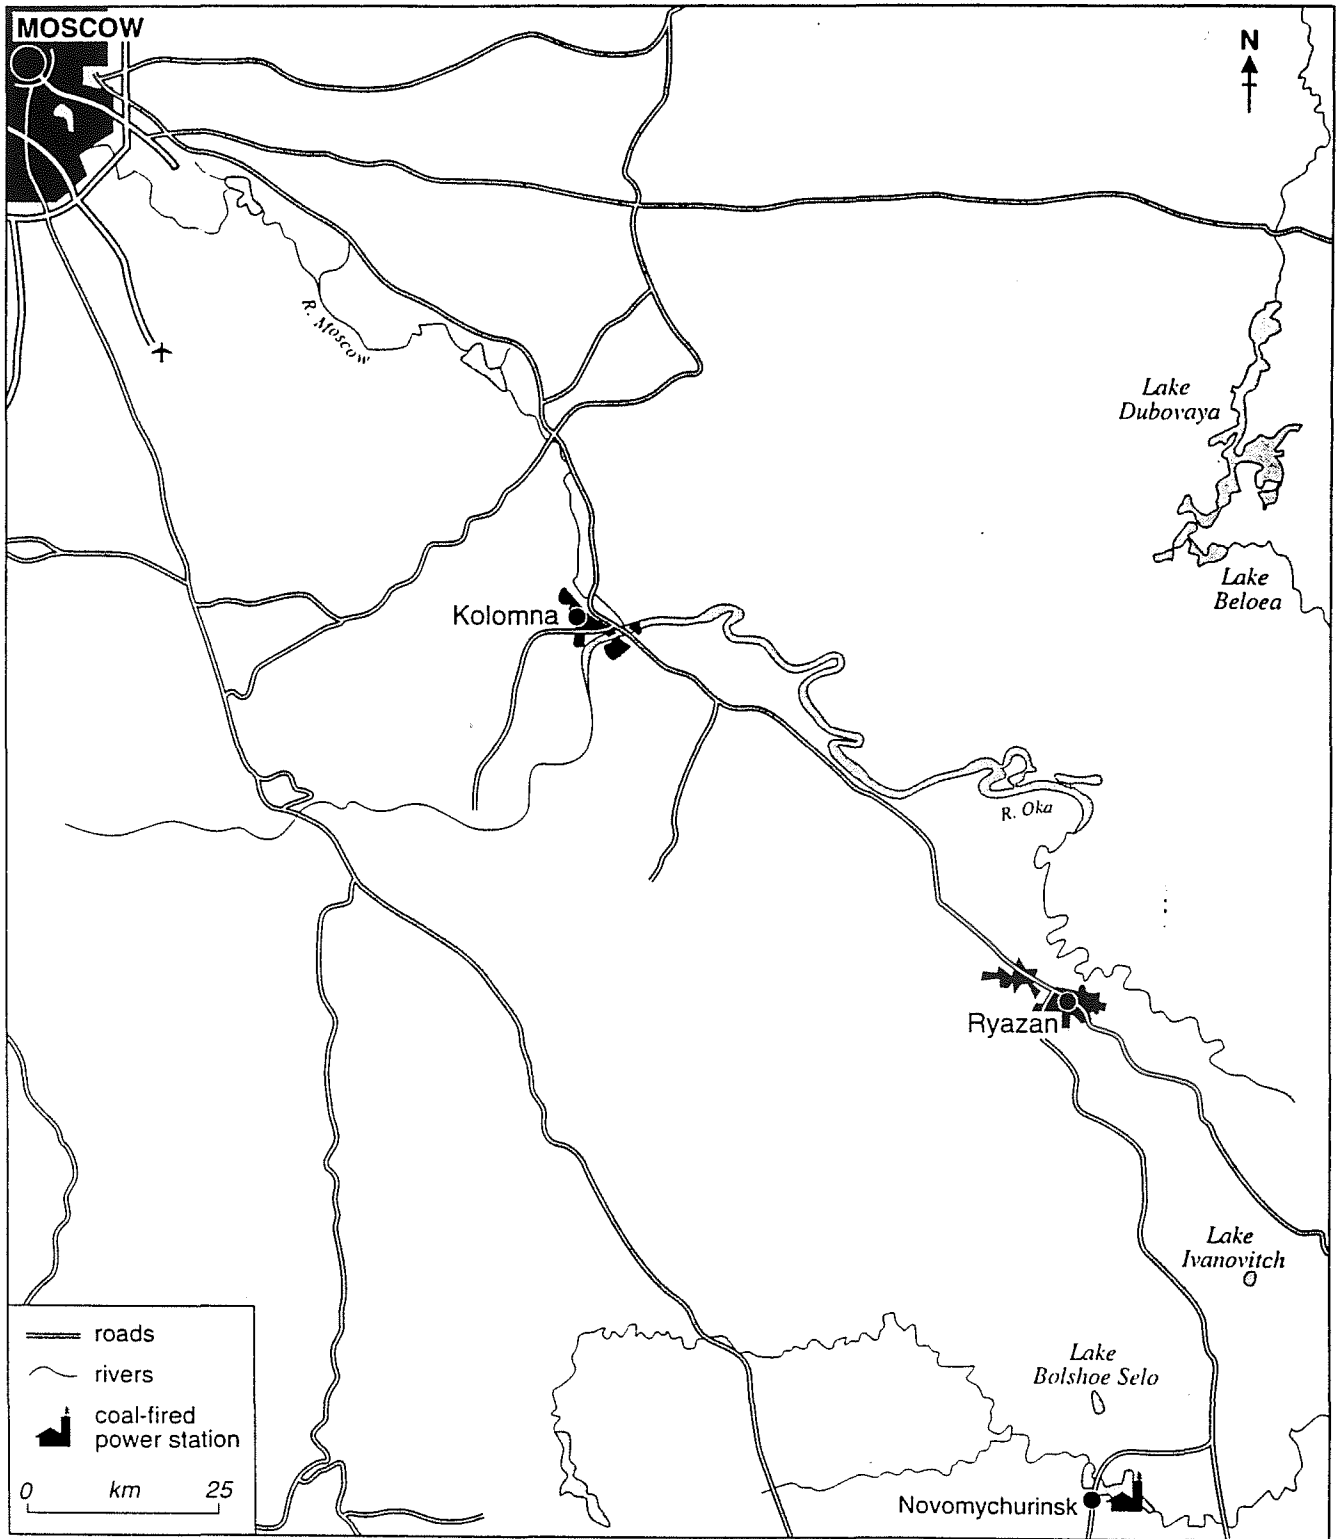 MOSCOW
N
R. Moscow
Lake
Dubovaya
Lake
Beloea
Kolomna
R. Oka
Ryazan
Lake
Ivanovitch
Lake
Bolshoe Selo
Novomychurinsk
roads
rivers
coal-fired
power station
0 km 25